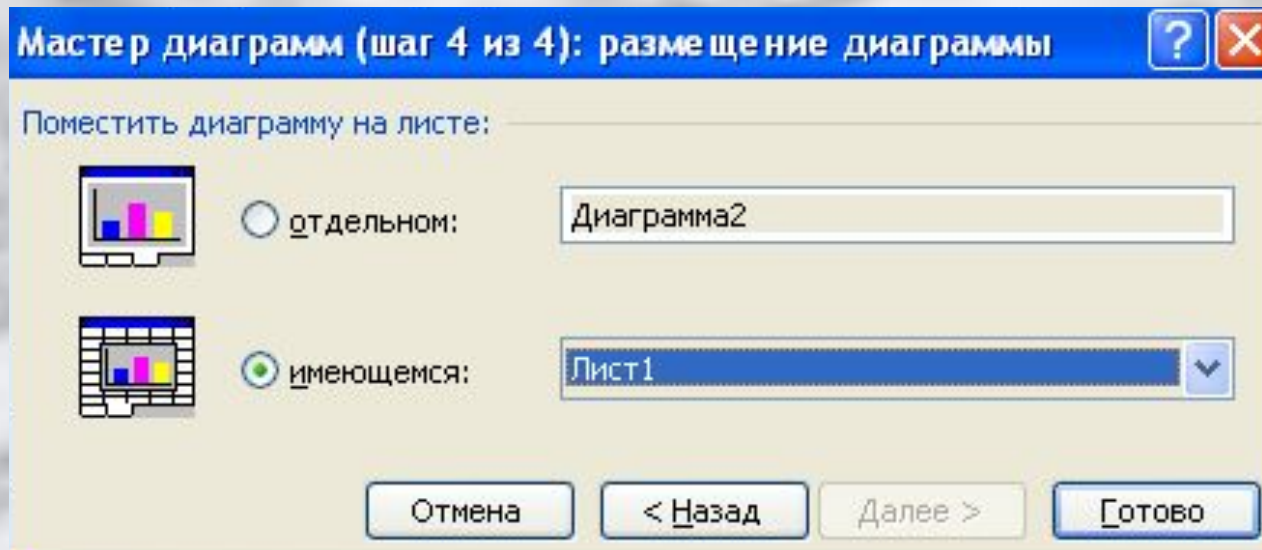 Мастер диаграмм (шаг 4 из 4): размещение диаграммы
Поместить диаграмму на листе:
отдельном: Диаграмма2
имеющемся: Лист1
Отмена < Назад Далее > Готово